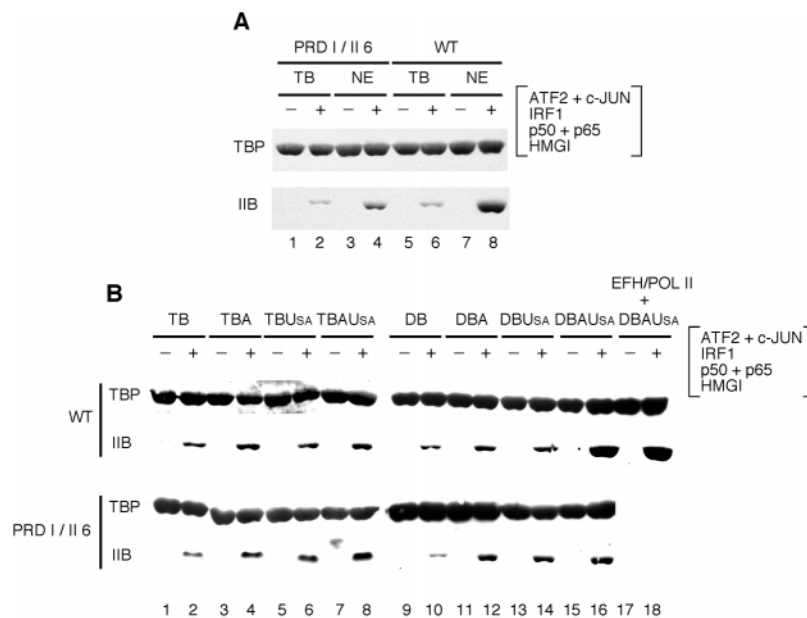 A
PRD I / II 6 WT
TB NE TB NE
− + − + − + − +
ATF2 + c-JUN
IRF1
p50 + p65
HMGI
TBP
IIB
1 2 3 4 5 6 7 8
B
EFH/POL II
+
TB TBA TBUSA TBAUSA DB DBA DBUSA DBAUSA DBAUSA
− + − + − + − + − + − + − + − + − +
ATF2 + c-JUN
IRF1
p50 + p65
HMGI
WT
TBP
IIB
PRD I / II 6
TBP
IIB
1 2 3 4 5 6 7 8 9 10 11 12 13 14 15 16 17 18